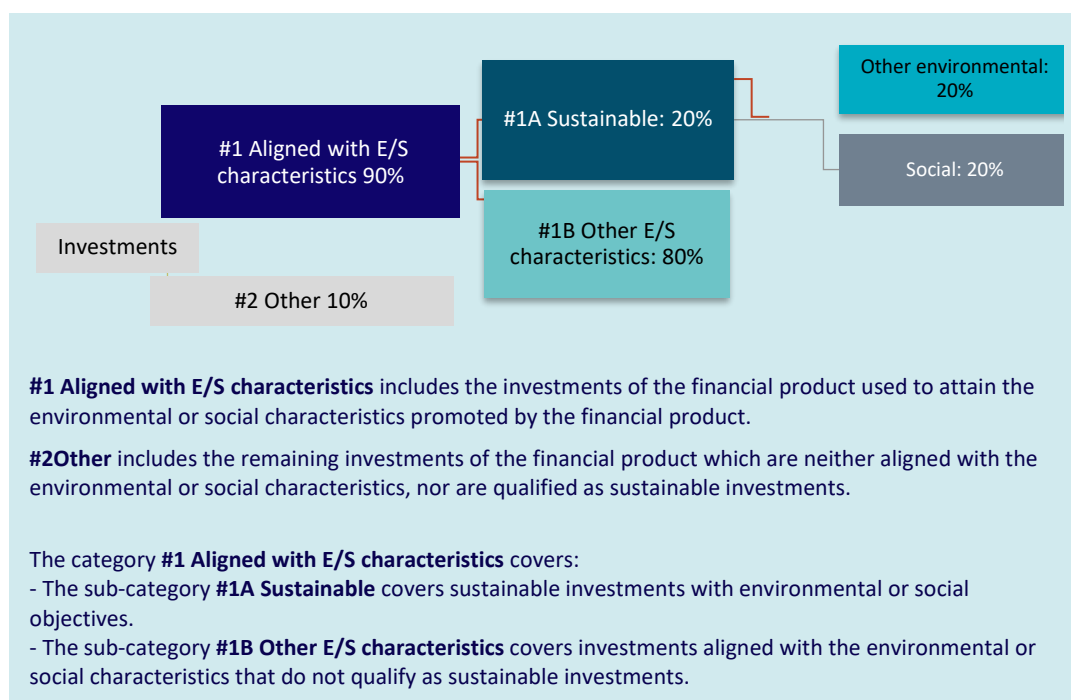 Other environmental:
20%
#1A Sustainable: 20%
#1 Aligned with E/S
characteristics 90%
Social: 20%
#1B Other E/S
characteristics: 80%
Investments
#2 Other 10%
#1 Aligned with E/S characteristics includes the investments of the financial product used to attain the
environmental or social characteristics promoted by the financial product.
#2Other includes the remaining investments of the financial product which are neither aligned with the
environmental or social characteristics, nor are qualified as sustainable investments.
The category #1 Aligned with E/S characteristics covers:
- The sub-category #1A Sustainable covers sustainable investments with environmental or social
objectives.
- The sub-category #1B Other E/S characteristics covers investments aligned with the environmental or
social characteristics that do not qualify as sustainable investments.